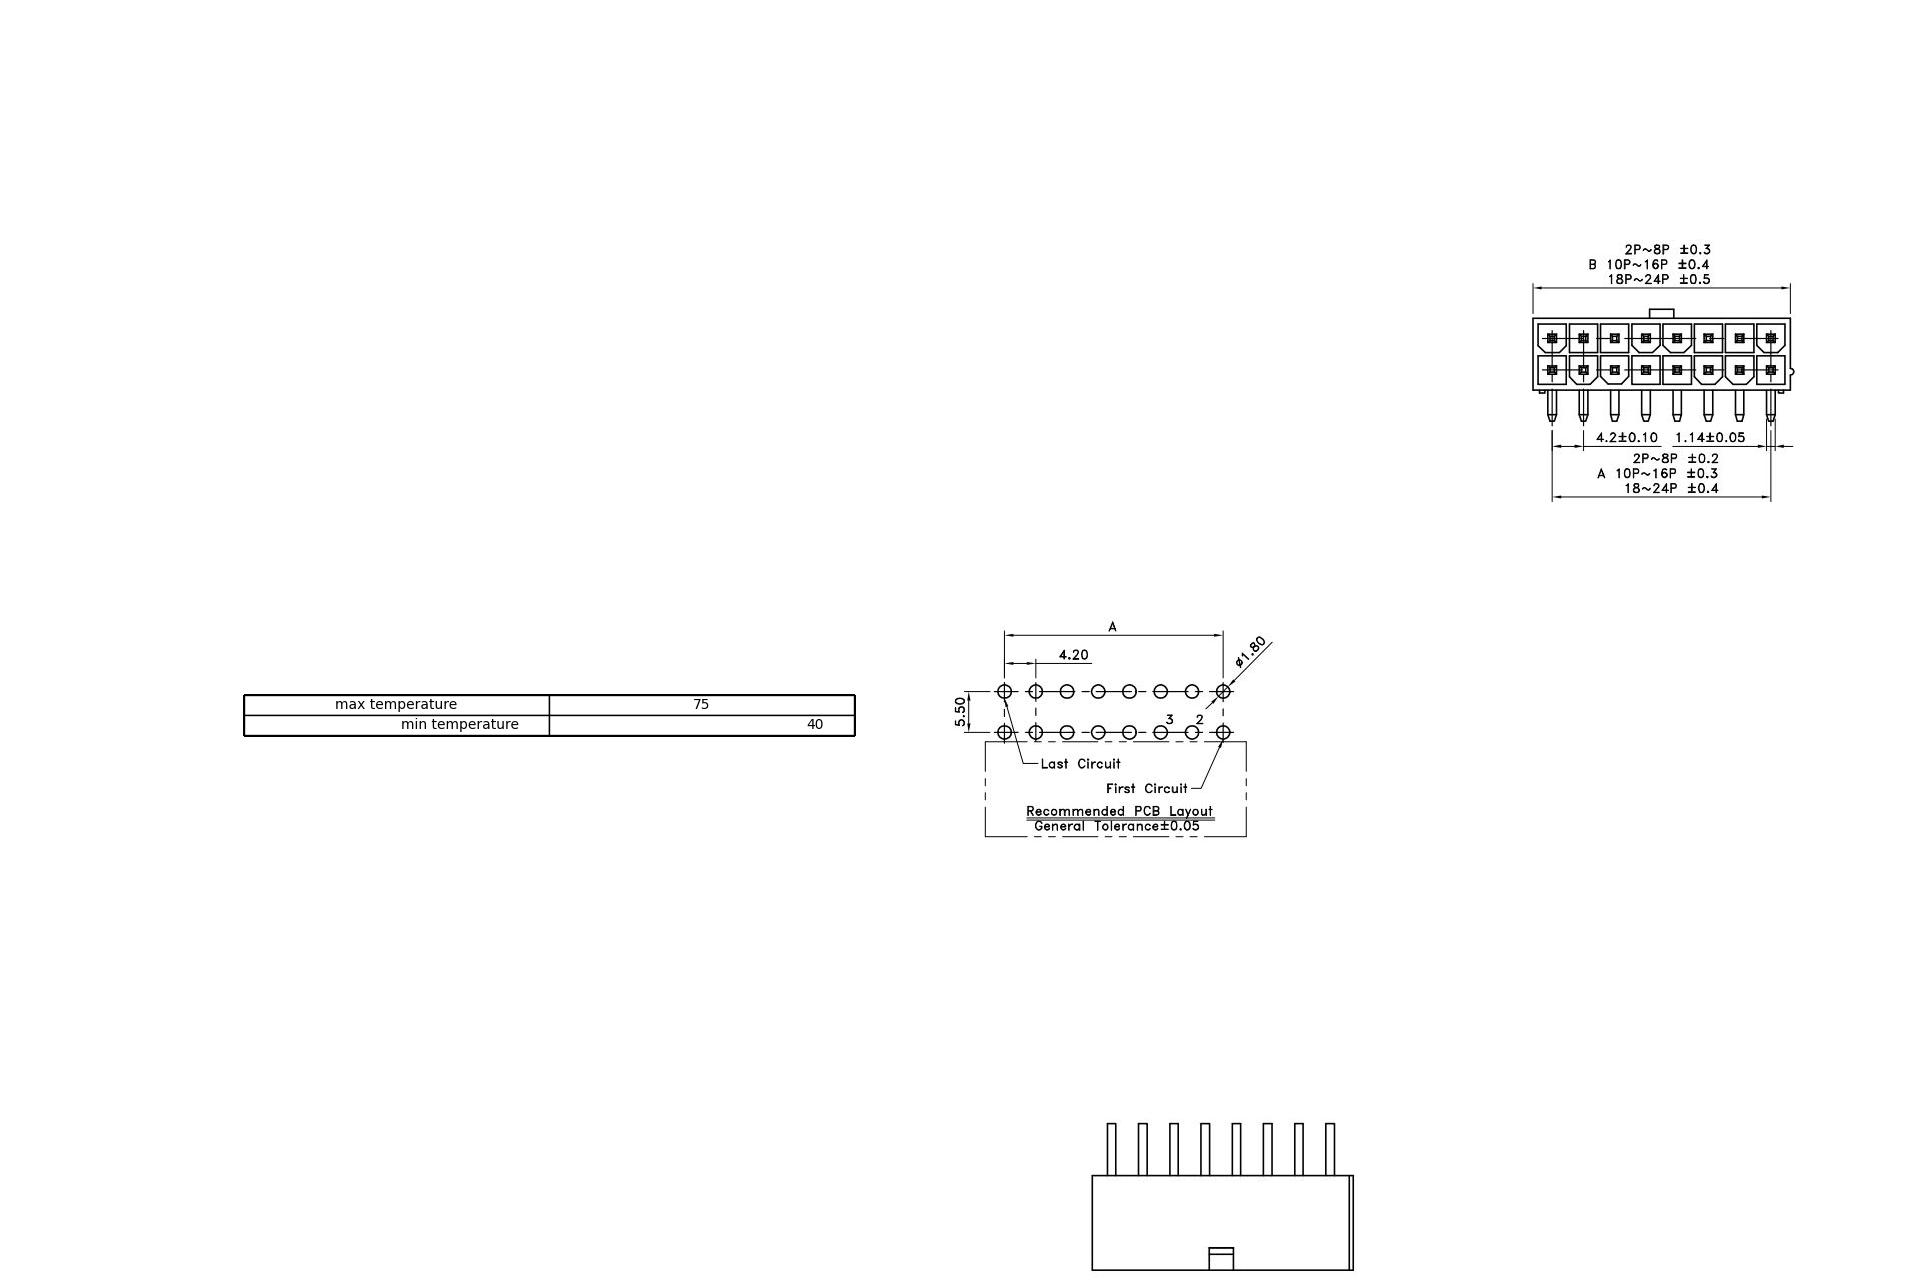 2P~8P ±0.3
B 10P~16P ±0.4
18P~24P ±0.5
4.2±0.10 1.14±0.05
2P~8P ±0.2
A 10P~16P ±0.3
18~24P ±0.4
A
4.20
ø1.80
5.50
3 2
Last Circuit
First Circuit
Recommended PCB Layout
General Tolerance±0.05
max temperature 75
min temperature 40